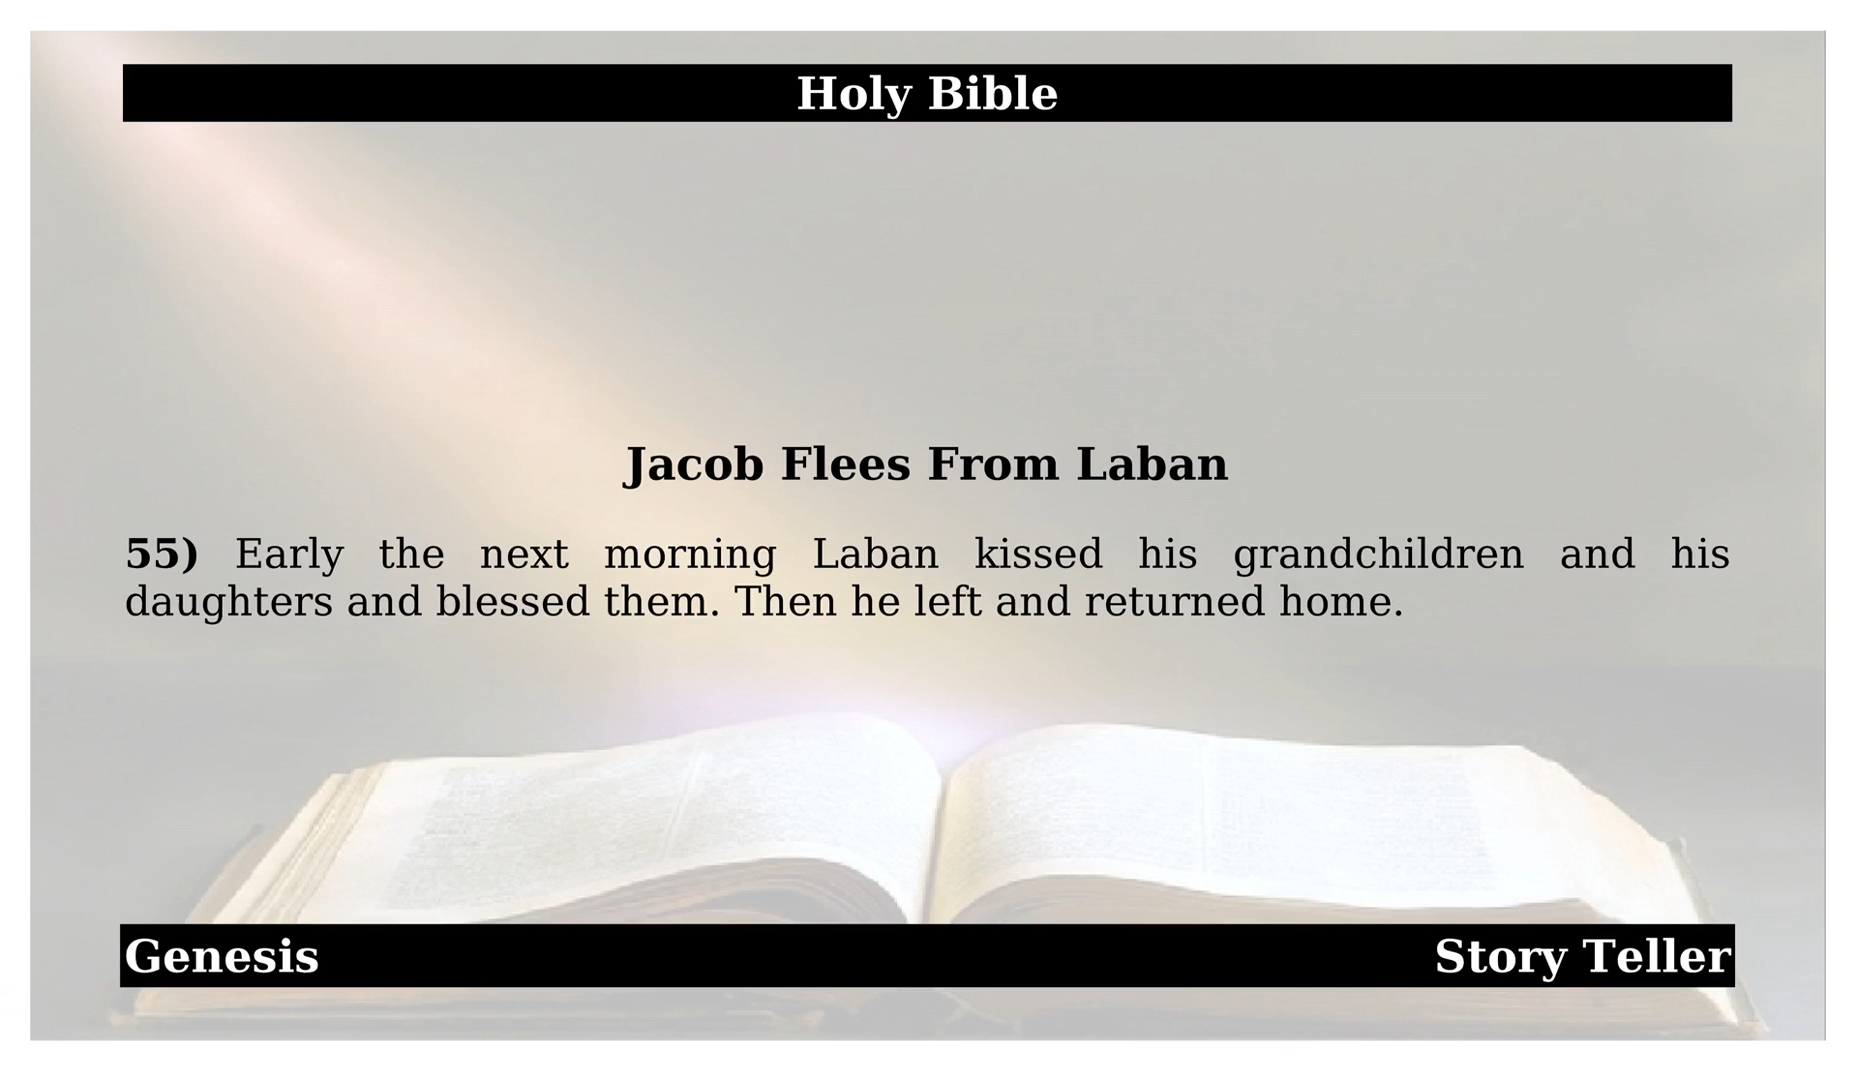 Holy Bible
Jacob Flees From Laban
55) Early the next morning Laban kissed his grandchildren and his
daughters and blessed them. Then he left and returned home.
Genesis
Story Teller